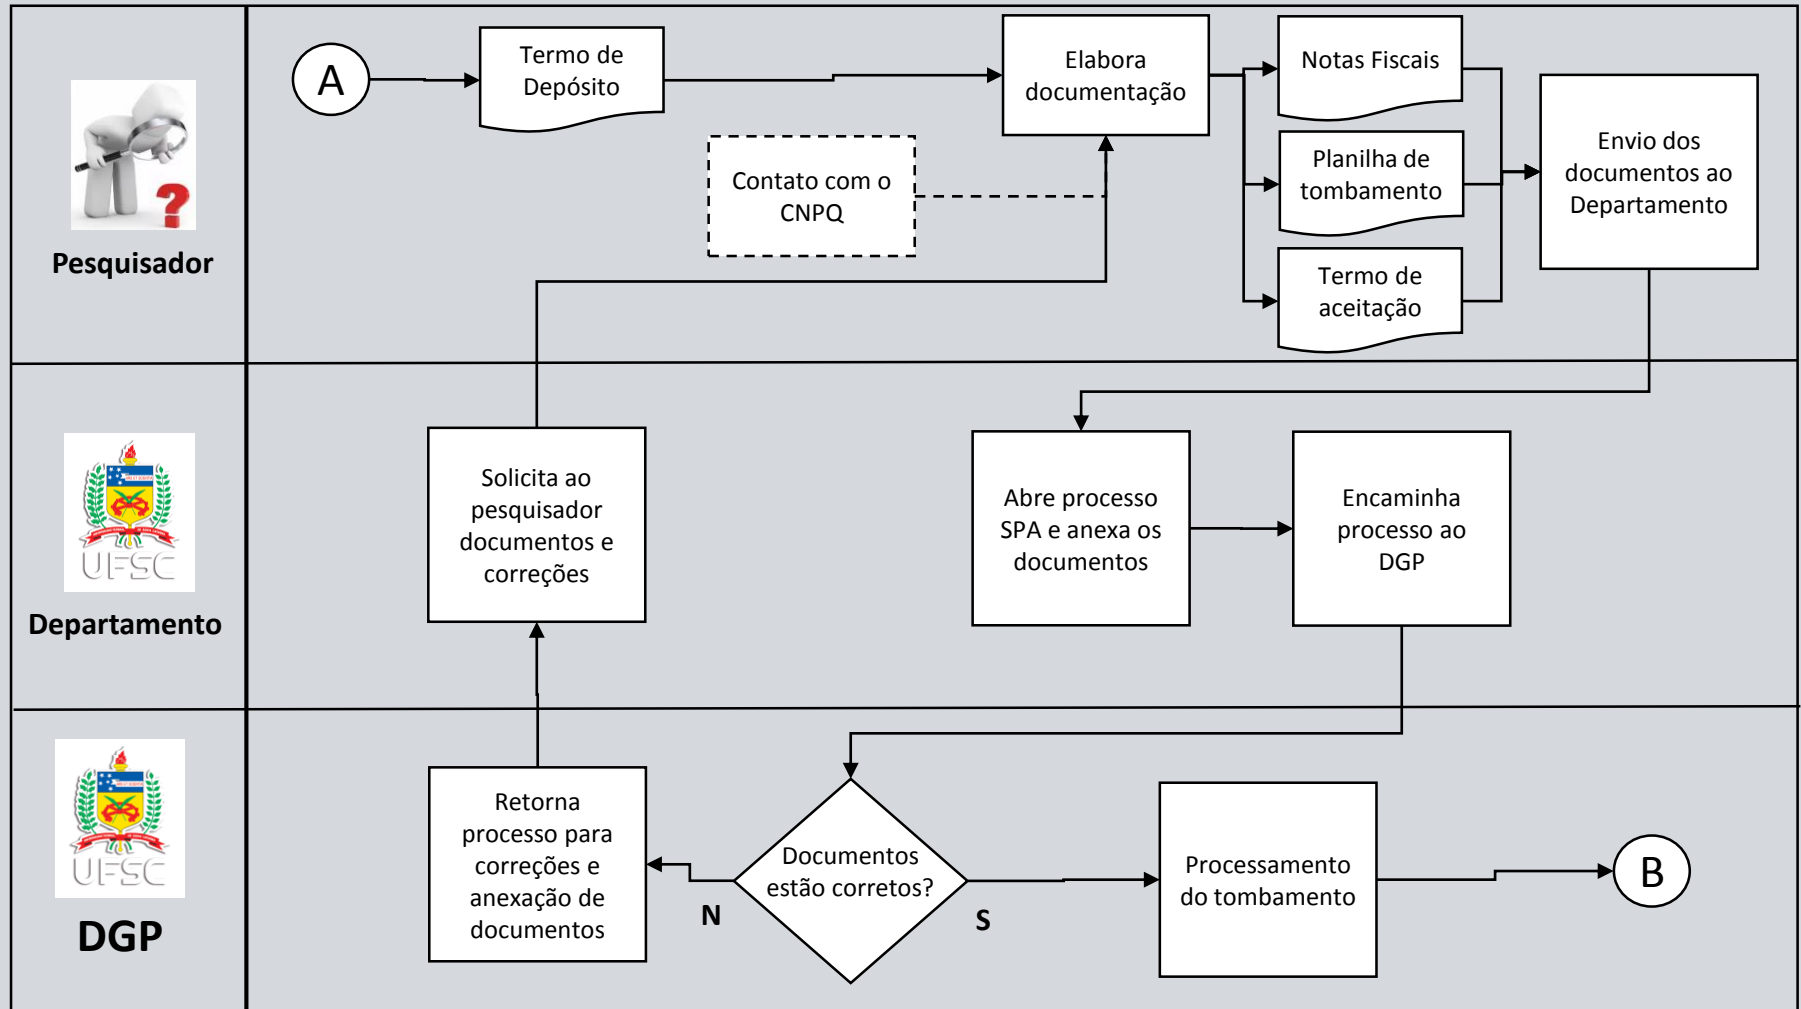 A
Termo de
Depósito
Elabora
documentação
Notas Fiscais
Planilha de
tombamento
Termo de
aceitação
Envio dos
documentos ao
Departamento
Contato com o
CNPQ
?
Pesquisador
Solicita ao
pesquisador
documentos e
correções
Abre processo
SPA e anexa os
documentos
Encaminha
processo ao
DGP
UFSC
Departamento
UFSC
DGP
Retorna
processo para
correções e
anexação de
documentos
N
Documentos
estão corretos?
S
Processamento
do tombamento
B